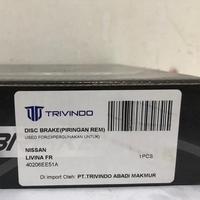 TRIVINDO
DISC BRAKE(PIRINGAN REM)
USED FOR(DIPERGUNAKAN UNTUK)
NISSAN
LIVINA FR
40206EE51A
1PCS
Di import Oleh: PT.TRIVINDO ABADI MAKMUR